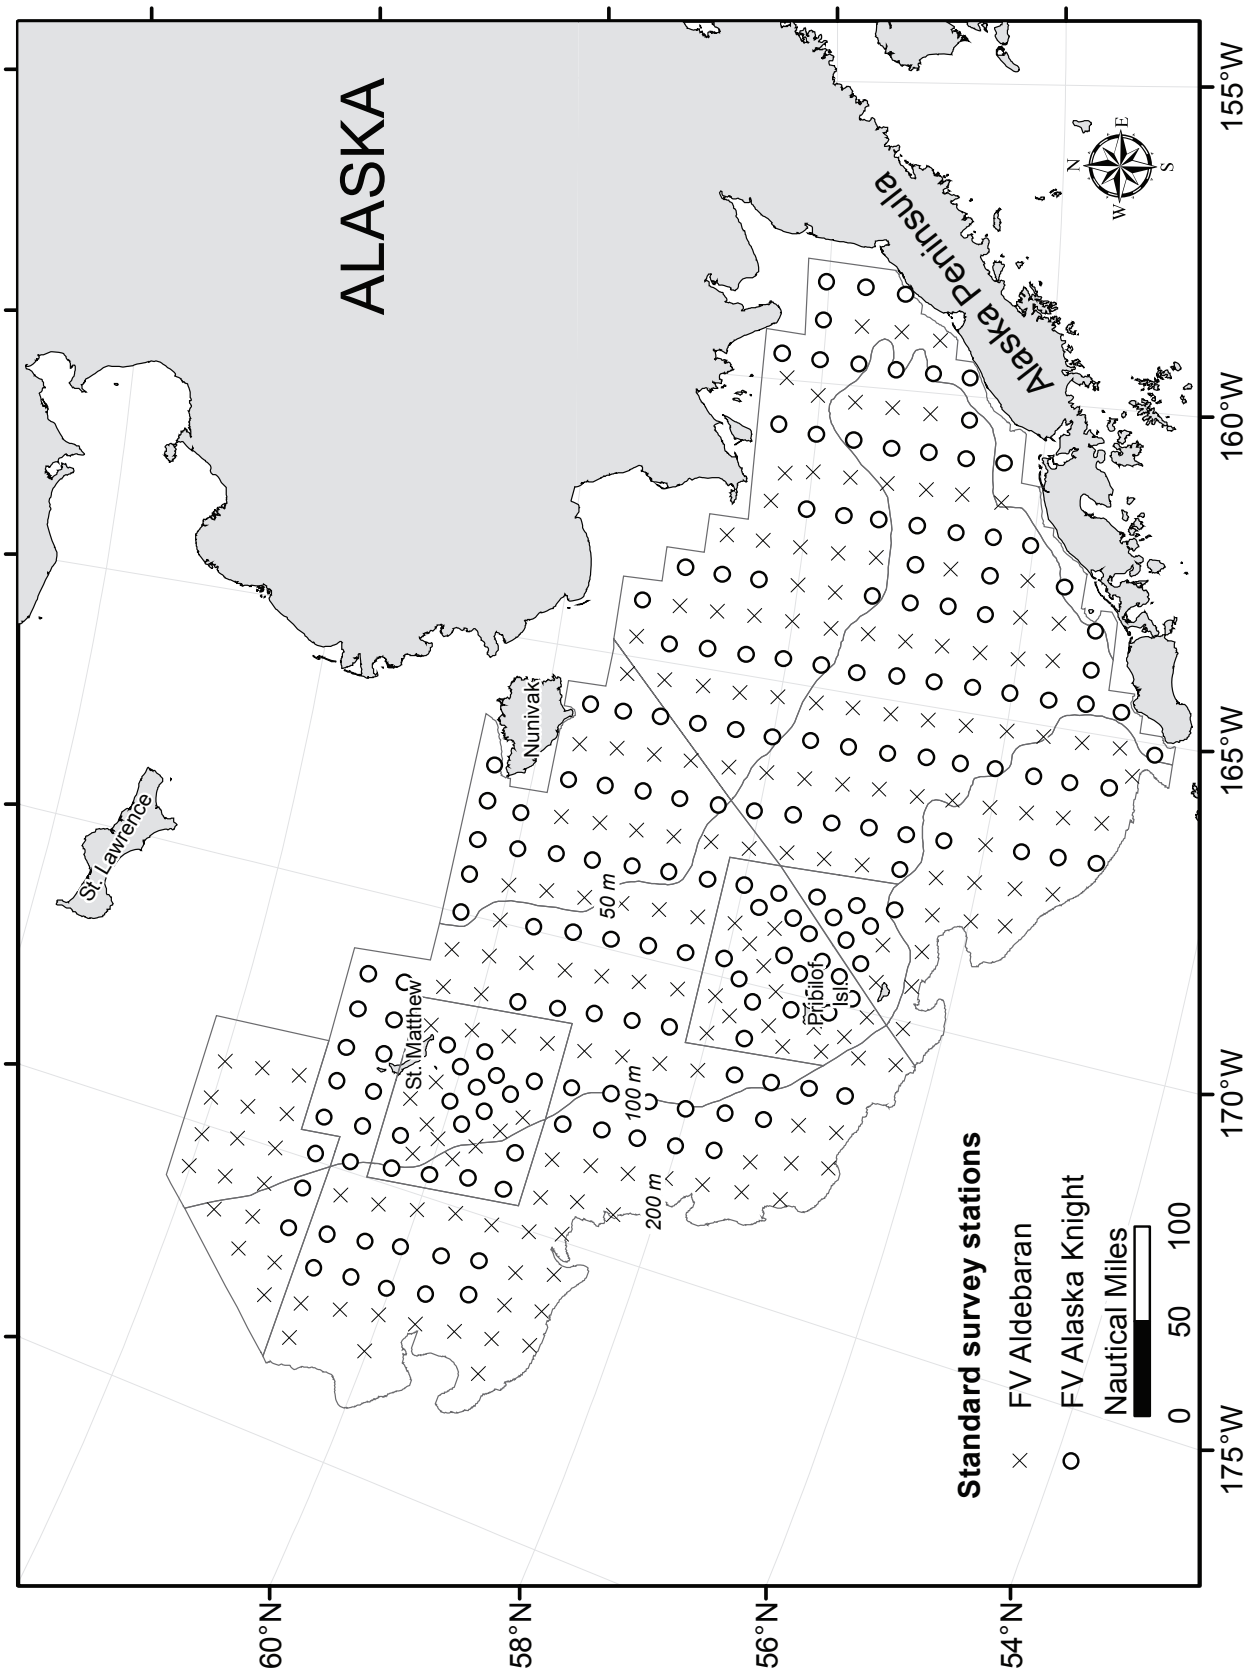 ALASKA
St. Lawrence
Nunivak
St. Matthew
Alaska Peninsula
Pribilof
Isl.
50 m
100 m
200 m
N
E
S
W
Standard survey stations
FV Aldebaran
FV Alaska Knight
Nautical Miles
0 50 100
60°N
58°N
56°N
54°N
175°W
170°W
165°W
160°W
155°W